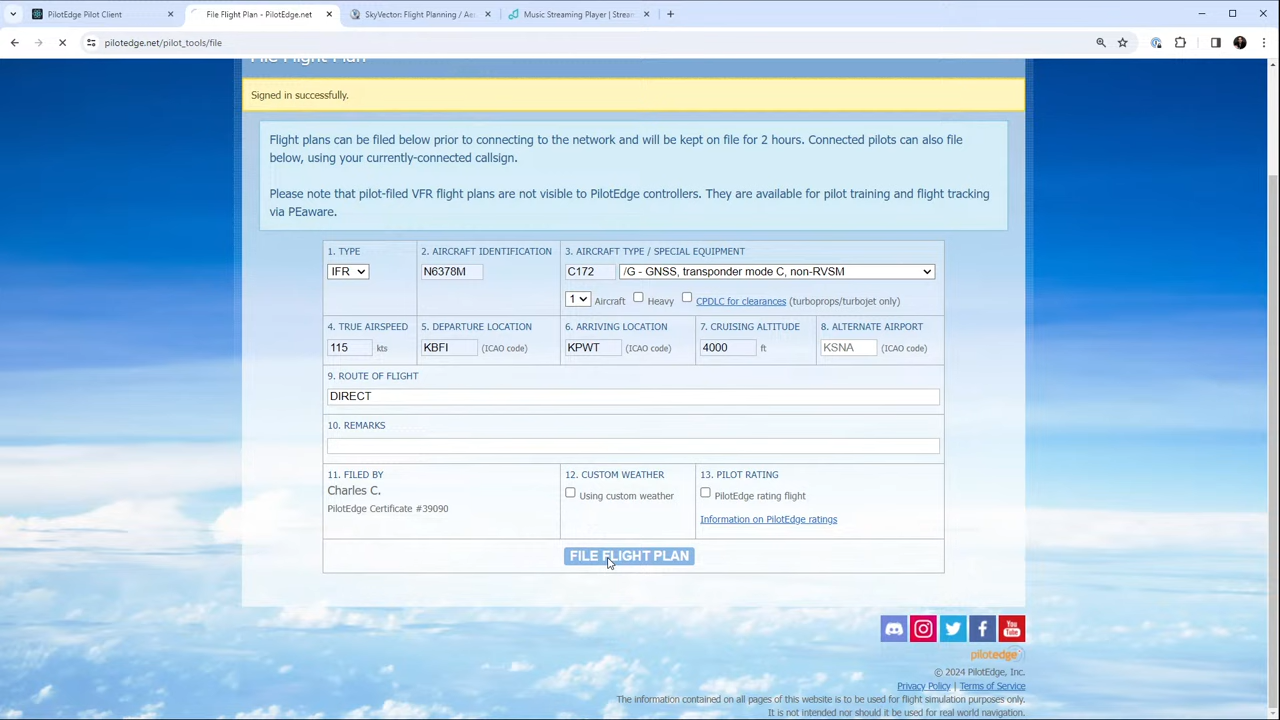 PilotEdge Pilot Client
File Flight Plan - PilotEdge.net
SkyVector: Flight Planning / Ae
Music Streaming Player | Stream
pilotedge.net/pilot_tools/file
File Flight Plan
Signed in successfully.
Flight plans can be filed below prior to connecting to the network and will be kept on file for 2 hours. Connected pilots can also file
below, using your currently-connected callsign.
Please note that pilot-filed VFR flight plans are not visible to PilotEdge controllers. They are available for pilot training and flight tracking
via PEaware.
1. TYPE 2. AIRCRAFT IDENTIFICATION 3. AIRCRAFT TYPE / SPECIAL EQUIPMENT
IFR N6378M C172 /G - GNSS, transponder mode C, non-RVSM
1 Aircraft Heavy CPDLC for clearances (turboprops/turbojet only)
4. TRUE AIRSPEED 5. DEPARTURE LOCATION 6. ARRIVING LOCATION 7. CRUISING ALTITUDE 8. ALTERNATE AIRPORT
115 kts KBFI (ICAO code) KPWT (ICAO code) 4000 ft KSNA (ICAO code)
9. ROUTE OF FLIGHT
DIRECT
10. REMARKS
11. FILED BY 12. CUSTOM WEATHER 13. PILOT RATING
Charles C. Using custom weather PilotEdge rating flight
PilotEdge Certificate #39090
Information on PilotEdge ratings
FILE FLIGHT PLAN
You
Tube
pilotedge
© 2024 PilotEdge, Inc.
Privacy Policy | Terms of Service
The information contained on all pages of this website is to be used for flight simulation purposes only.
It is not intended nor should it be used for real world navigation.